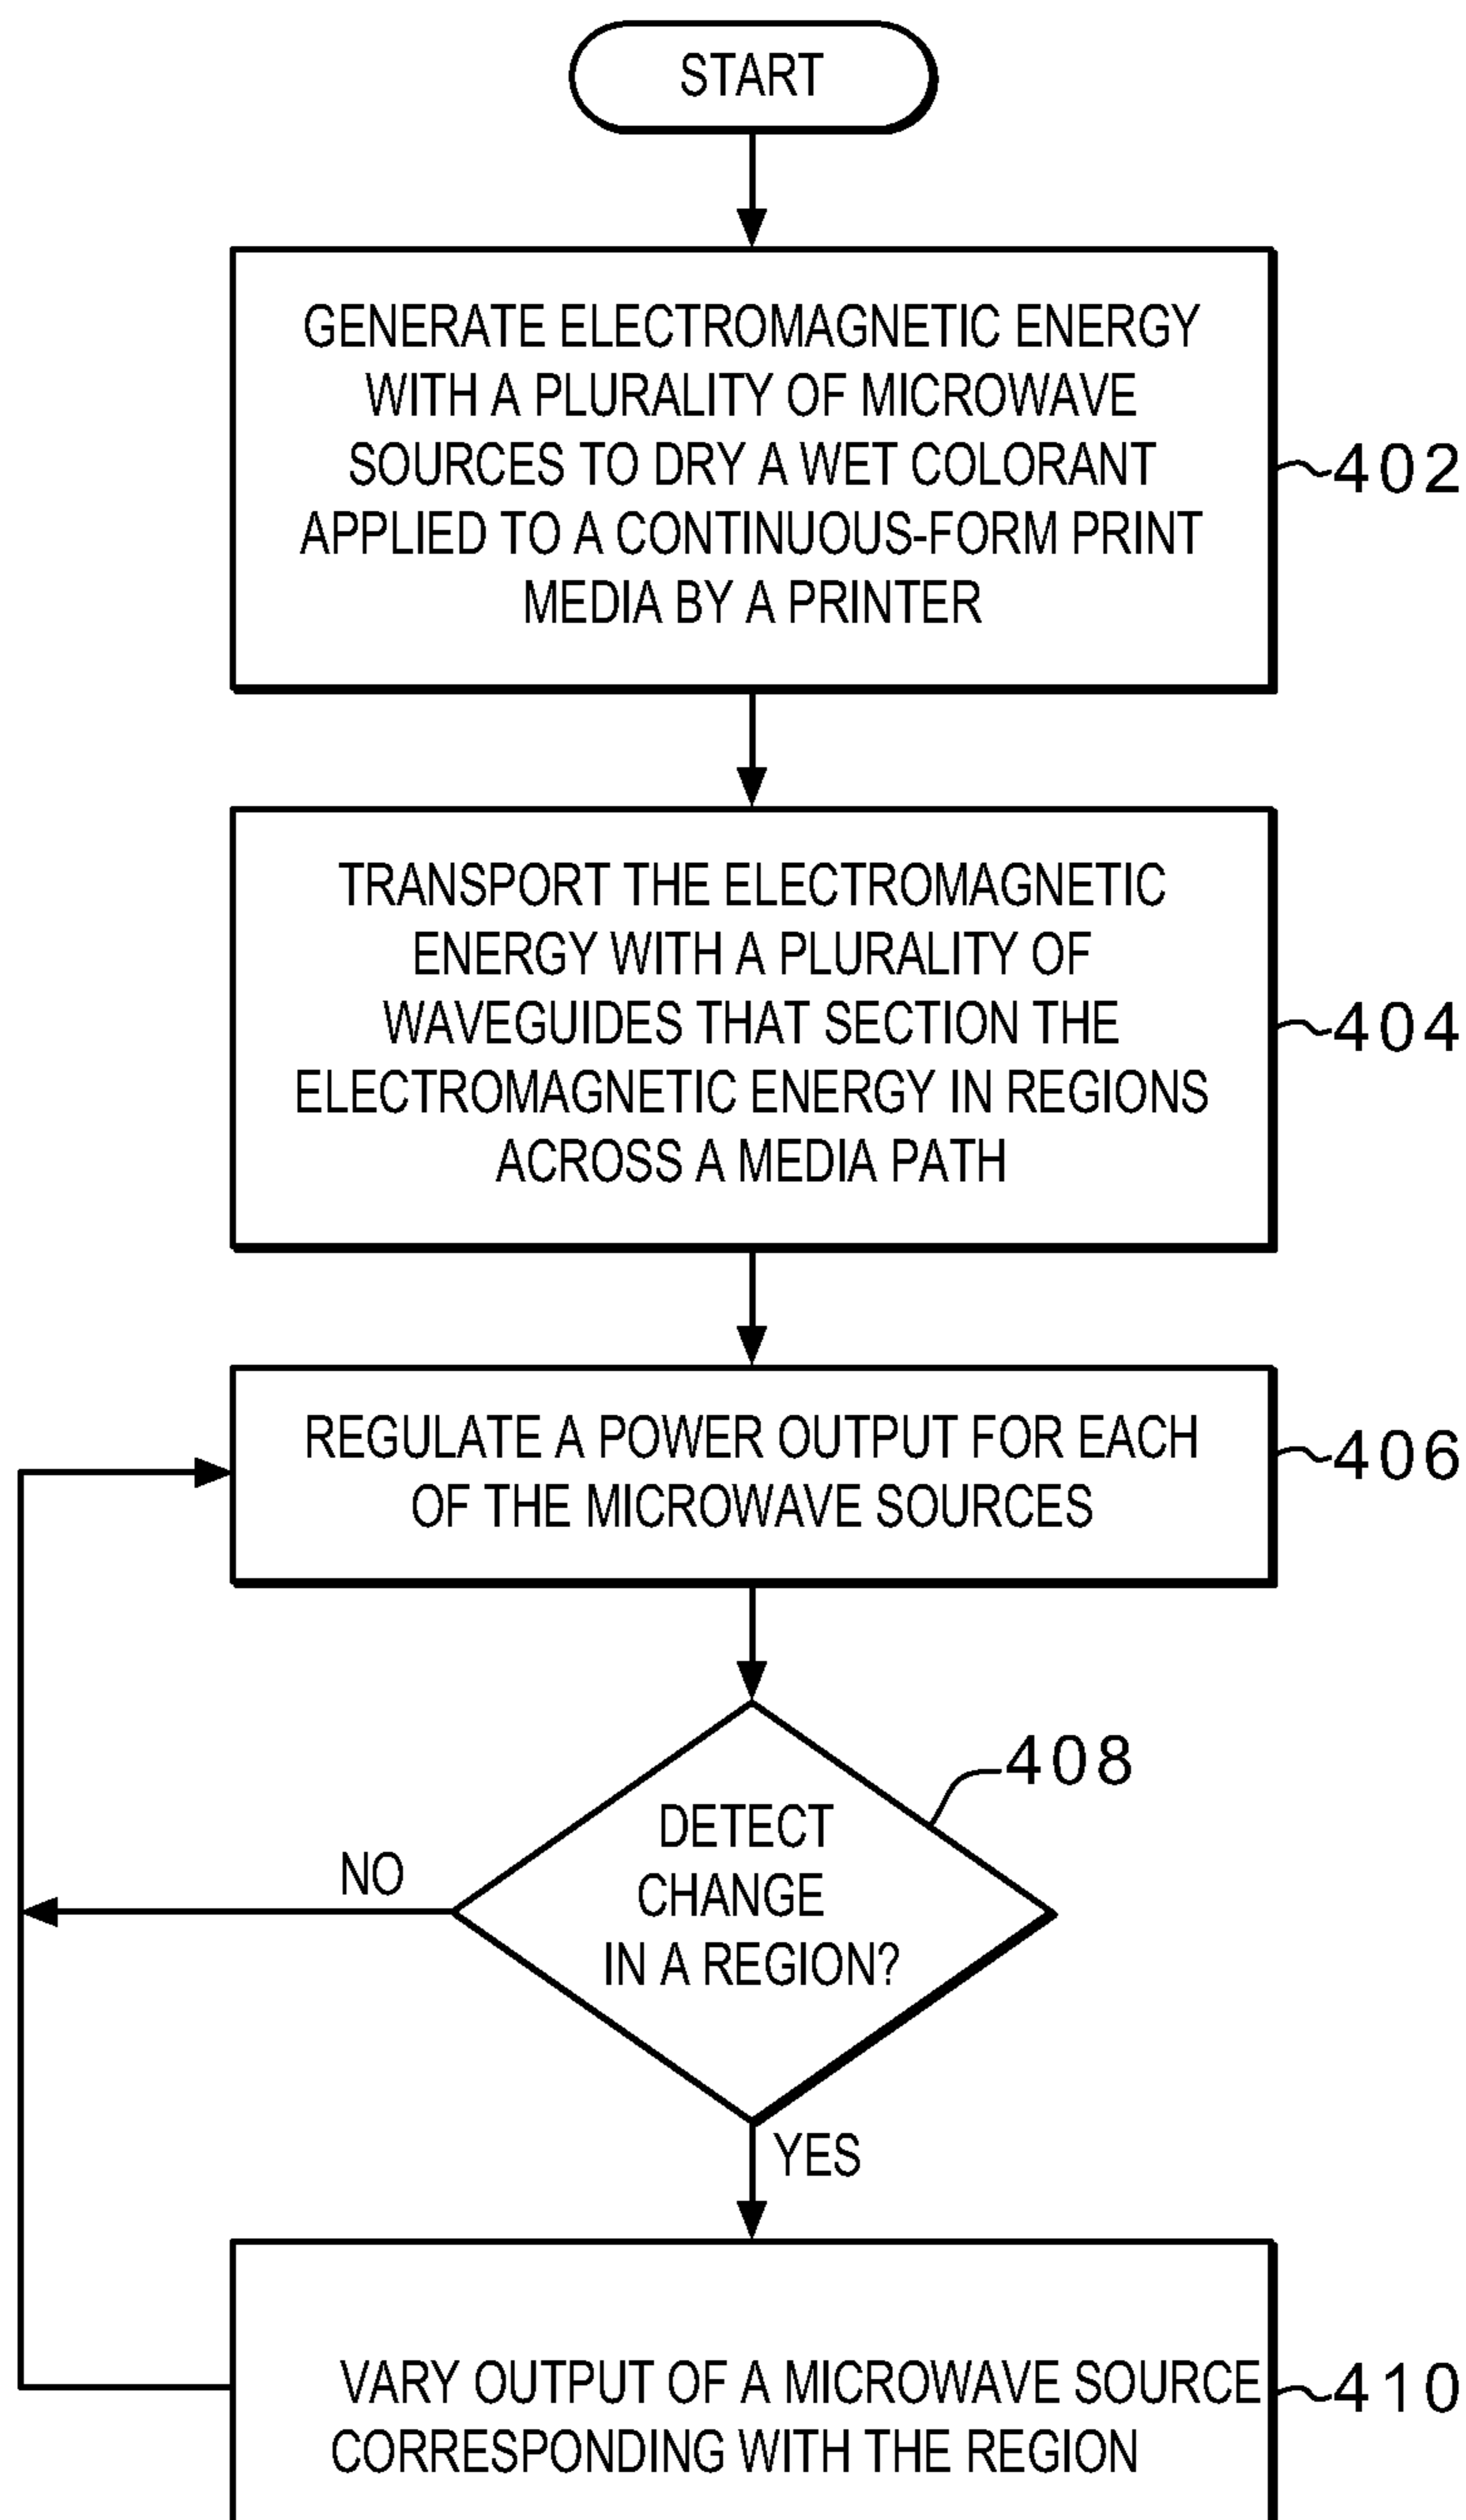 START
GENERATE ELECTROMAGNETIC ENERGY
WITH A PLURALITY OF MICROWAVE
SOURCES TO DRY A WET COLORANT
APPLIED TO A CONTINUOUS-FORM PRINT
MEDIA BY A PRINTER
402
TRANSPORT THE ELECTROMAGNETIC
ENERGY WITH A PLURALITY OF
WAVEGUIDES THAT SECTION THE
ELECTROMAGNETIC ENERGY IN REGIONS
ACROSS A MEDIA PATH
404
REGULATE A POWER OUTPUT FOR EACH
OF THE MICROWAVE SOURCES
406
408
DETECT
CHANGE
IN A REGION?
NO
YES
VARY OUTPUT OF A MICROWAVE SOURCE
CORRESPONDING WITH THE REGION
410